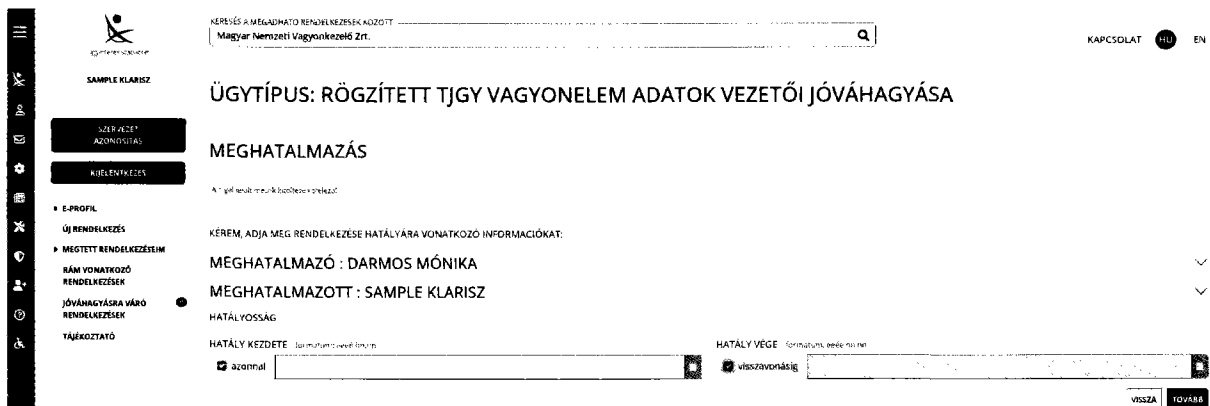 KERESÉS A MEGADHATÓ RENDELKEZÉSEK KÖZÖTT
Magyar Nemzeti Vagyonkezelő Zrt.
KAPCSOLAT HU EN
SAMPLE KLARISZ
SZERVEZET
AZONOSÍTÁS
KIJELENTKEZÉS
E-PROFIL
ÚJ RENDELKEZÉS
MEGTETT RENDELKEZÉSEIM
RÁM VONATKOZÓ
RENDELKEZÉSEK
JÓVÁHAGYÁSRA VÁRÓ
RENDELKEZÉSEK
TÁJÉKOZTATÓ
ÜGYTÍPUS: RÖGZÍTETT TJGY VAGYONELEM ADATOK VEZETŐI JÓVÁHAGYÁSA
MEGHATALMAZÁS
KÉREM, ADJA MEG RENDELKEZÉSE HATÁLYÁRA VONATKOZÓ INFORMÁCIÓKAT:
MEGHATALMAZÓ : DARMOS MÓNIKA
MEGHATALMAZOTT : SAMPLE KLARISZ
HATÁLYOSSÁG
HATÁLY KEZDETE
azonnal
HATÁLY VÉGE
visszavonásig
VISSZA TOVÁBB